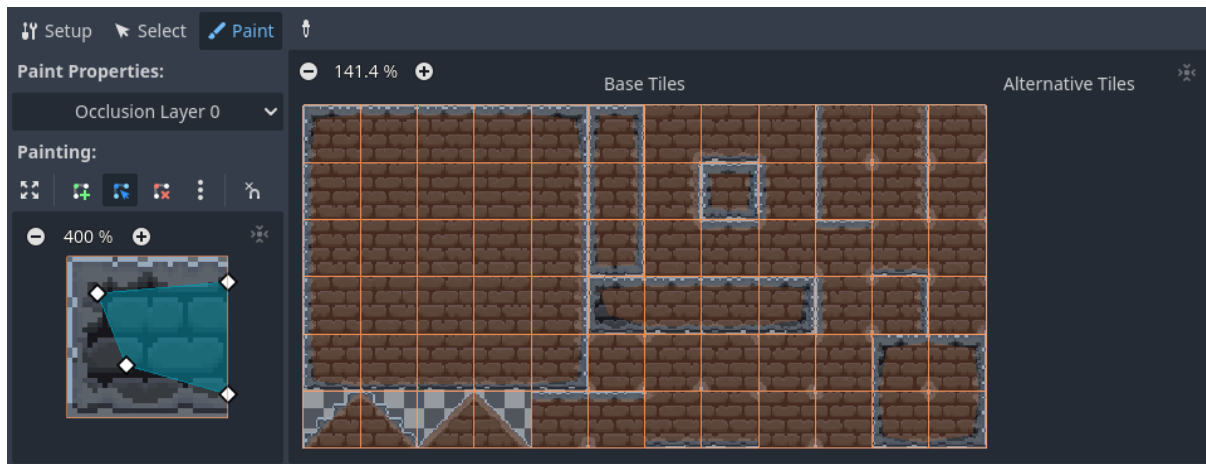 Setup Select Paint
Paint Properties:
141.4 %
Base Tiles
Alternative Tiles
Occlusion Layer 0
Painting:
400 %